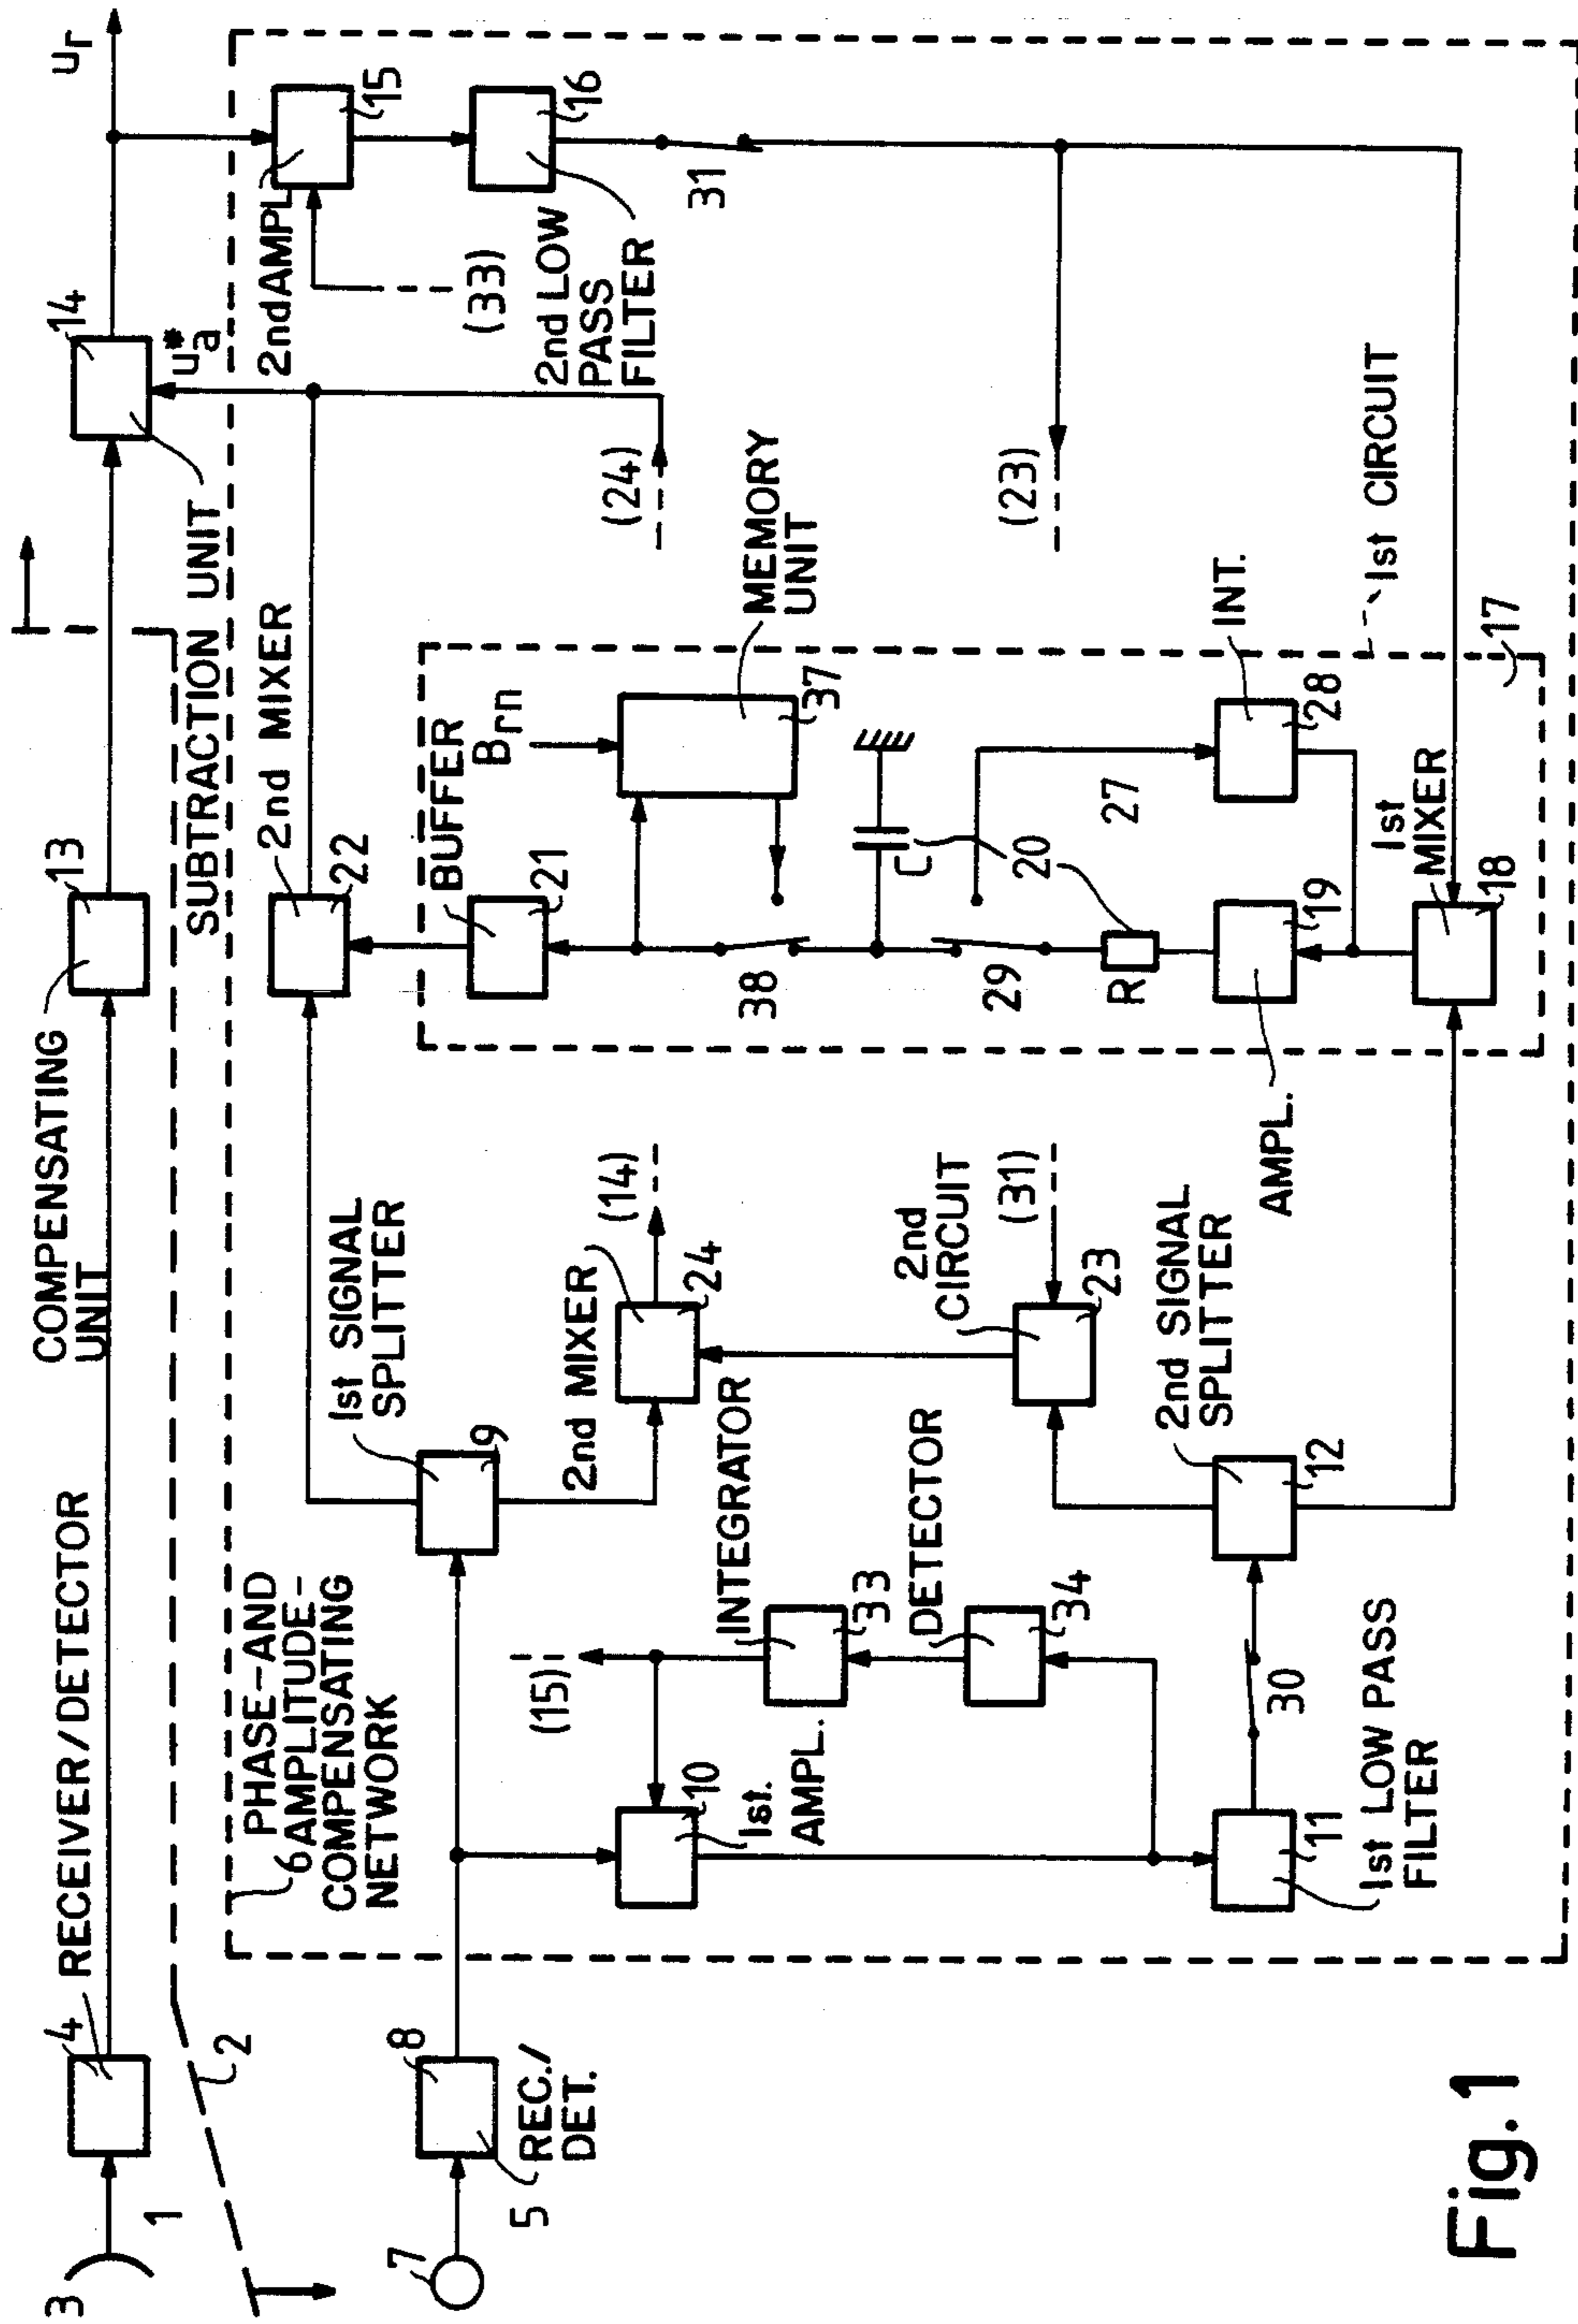 3
1
4
RECEIVER/DETECTOR
2
COMPENSATING
UNIT
13
SUBTRACTION UNIT
14
u*a
ur
7
5
8
REC./
DET.
6
PHASE-AND
AMPLITUDE-
COMPENSATING
NETWORK
1st SIGNAL
SPLITTER
9
2nd MIXER
22
2nd AMPL.
15
(33)
2nd LOW
PASS
FILTER
16
31
(15)
10
1st.
AMPL.
INTEGRATOR
33
DETECTOR
34
11
1st LOW PASS
FILTER
30
2nd MIXER
24
(14)
2nd
CIRCUIT
23
(31)
2nd SIGNAL
SPLITTER
12
BUFFER
21
Brn
MEMORY
UNIT
37
38
C
20
29
R
27
INT.
28
AMPL.
19
1st
MIXER
18
17
1st CIRCUIT
(24)
(23)
Fig.1